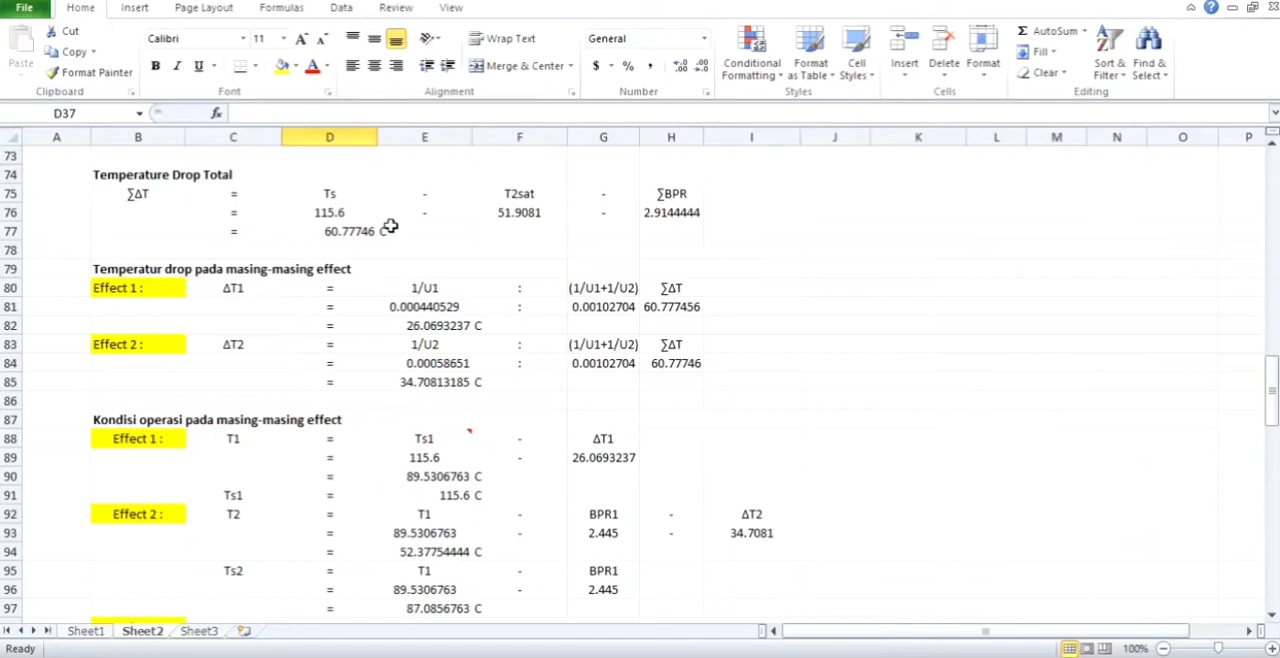 File Home Insert Page Layout Formulas Data Review View
Cut
Copy
Format Painter
Paste
Calibri 11
B I U
Wrap Text
Merge & Center
General
$ % ,
Conditional Formatting
Format as Table
Cell Styles
Insert Delete Format
Σ AutoSum
Fill
Clear
Sort & Filter
Find & Select
Clipboard Font Alignment Number Styles Cells Editing
D37 = fx
A B C D E F G H I J K L M N O P
73
74 Temperature Drop Total
75 ∑ΔT = Ts - T2sat - ∑BPR
76 = 115.6 - 51.9081 - 2.9144444
77 = 60.77746 C
78
79 Temperatur drop pada masing-masing effect
80 Effect 1 : ΔT1 = 1/U1 : (1/U1+1/U2) ∑ΔT
81 = 0.000440529 : 0.00102704 60.777456
82 = 26.0693237 C
83 Effect 2 : ΔT2 = 1/U2 : (1/U1+1/U2) ∑ΔT
84 = 0.00058651 : 0.00102704 60.77746
85 = 34.70813185 C
86
87 Kondisi operasi pada masing-masing effect
88 Effect 1 : T1 = Ts1 - ΔT1
89 = 115.6 - 26.0693237
90 = 89.5306763 C
91 Ts1 = 115.6 C
92 Effect 2 : T2 = T1 - BPR1 - ΔT2
93 = 89.5306763 - 2.445 - 34.7081
94 = 52.37754444 C
95 Ts2 = T1 - BPR1
96 = 89.5306763 - 2.445
97 = 87.0856763 C
Sheet1 Sheet2 Sheet3
Ready 100%